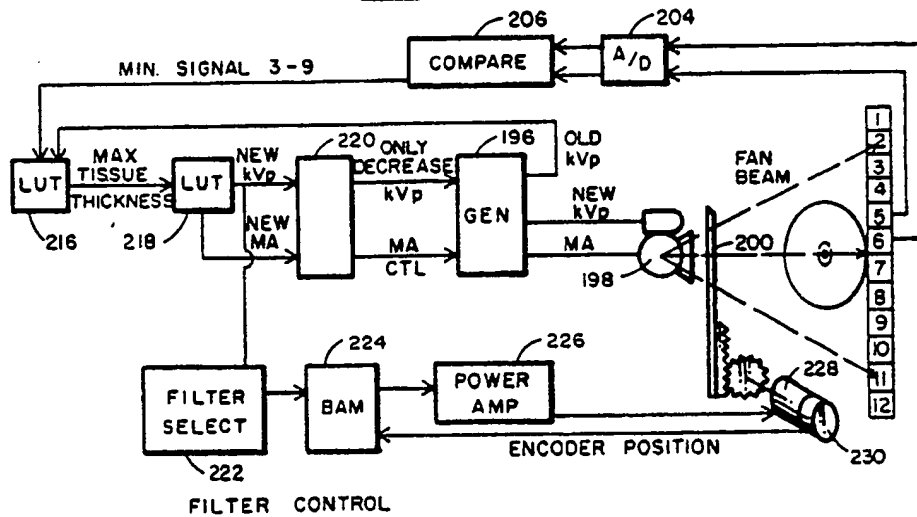 206
204
COMPARE
A/D
MIN. SIGNAL 3-9
220
ONLY
DECREASE
kVp
196
OLD
kVp
FAN
BEAM
LUT
MAX
TISSUE
THICKNESS
LUT
NEW
kVp
NEW
MA
216
218
MA
CTL
GEN
NEW
kVp
MA
198
200
1
2
3
4
5
6
7
8
9
10
11
12
224
226
228
FILTER
SELECT
BAM
POWER
AMP
ENCODER POSITION
230
222
FILTER CONTROL